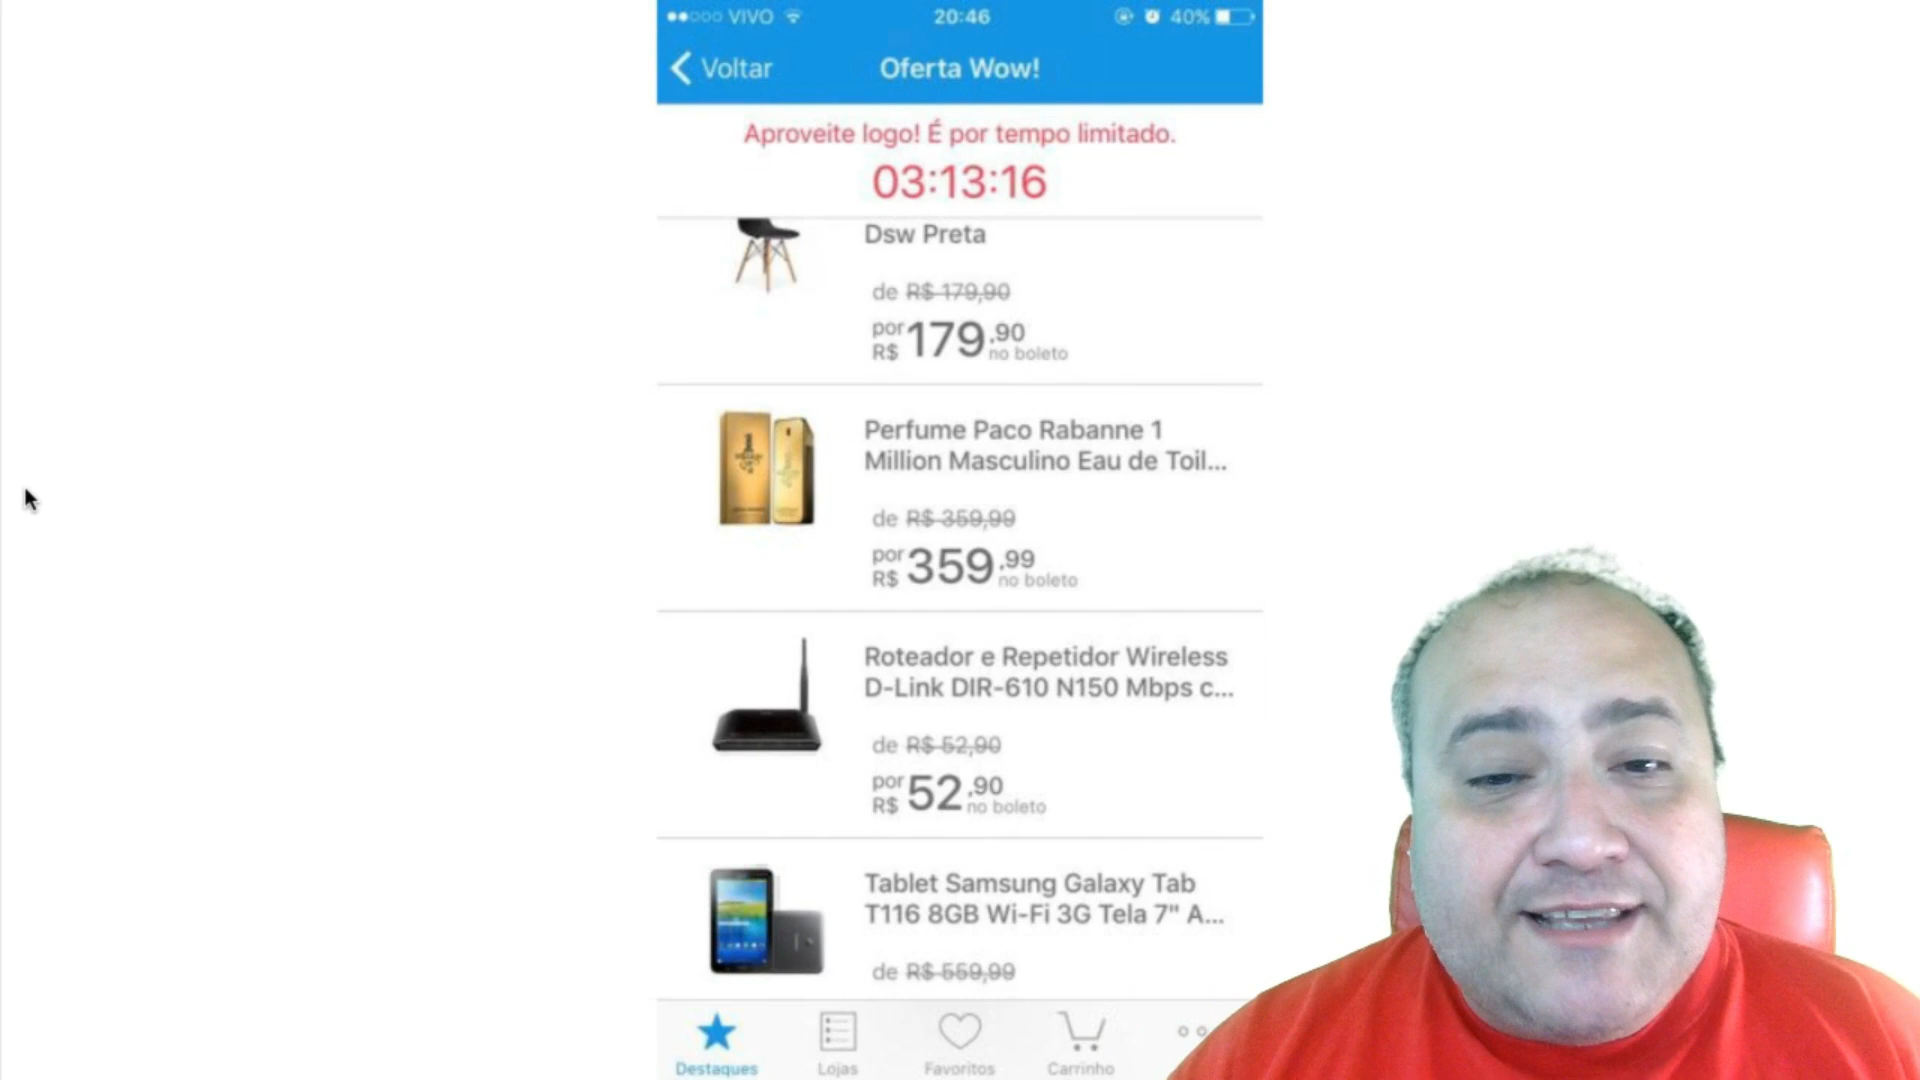 VIVO 20:46 40%
Voltar Oferta Wow!
Aproveite logo! É por tempo limitado.
03:13:16
Dsw Preta
de R$ 179,90
por R$ 179,90 no boleto
Perfume Paco Rabanne 1
Million Masculino Eau de Toil...
de R$ 359,99
por R$ 359,99 no boleto
Roteador e Repetidor Wireless
D-Link DIR-610 N150 Mbps c...
de R$ 52,90
por R$ 52,90 no boleto
Tablet Samsung Galaxy Tab
T116 8GB Wi-Fi 3G Tela 7" A...
de R$ 559,99
Destaques Lojas Favoritos Carrinho